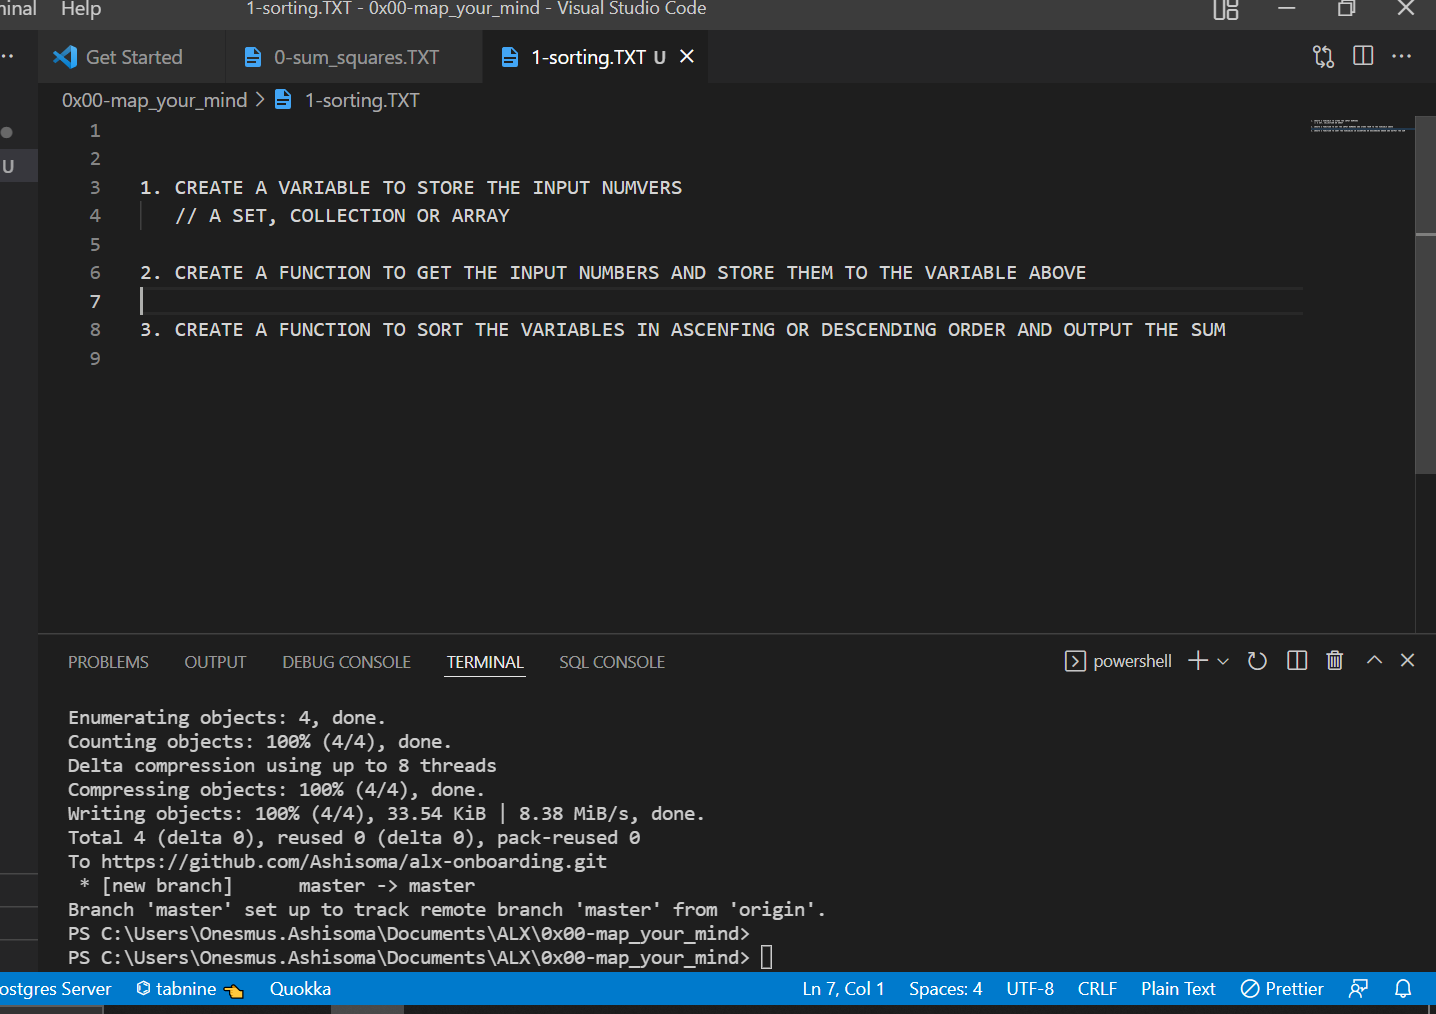 minal Help 1-sorting.TXT - 0x00-map_your_mind - Visual Studio Code
Get Started 0-sum_squares.TXT 1-sorting.TXT U
0x00-map_your_mind > 1-sorting.TXT
U
1
2
3 1. CREATE A VARIABLE TO STORE THE INPUT NUMVERS
4 // A SET, COLLECTION OR ARRAY
5
6 2. CREATE A FUNCTION TO GET THE INPUT NUMBERS AND STORE THEM TO THE VARIABLE ABOVE
7
8 3. CREATE A FUNCTION TO SORT THE VARIABLES IN ASCENFING OR DESCENDING ORDER AND OUTPUT THE SUM
9
PROBLEMS OUTPUT DEBUG CONSOLE TERMINAL SQL CONSOLE powershell
Enumerating objects: 4, done.
Counting objects: 100% (4/4), done.
Delta compression using up to 8 threads
Compressing objects: 100% (4/4), done.
Writing objects: 100% (4/4), 33.54 KiB | 8.38 MiB/s, done.
Total 4 (delta 0), reused 0 (delta 0), pack-reused 0
To https://github.com/Ashisoma/alx-onboarding.git
* [new branch] master -> master
Branch 'master' set up to track remote branch 'master' from 'origin'.
PS C:\Users\Onesmus.Ashisoma\Documents\ALX\0x00-map_your_mind>
PS C:\Users\Onesmus.Ashisoma\Documents\ALX\0x00-map_your_mind>
ostgres Server tabnine Quokka Ln 7, Col 1 Spaces: 4 UTF-8 CRLF Plain Text Prettier